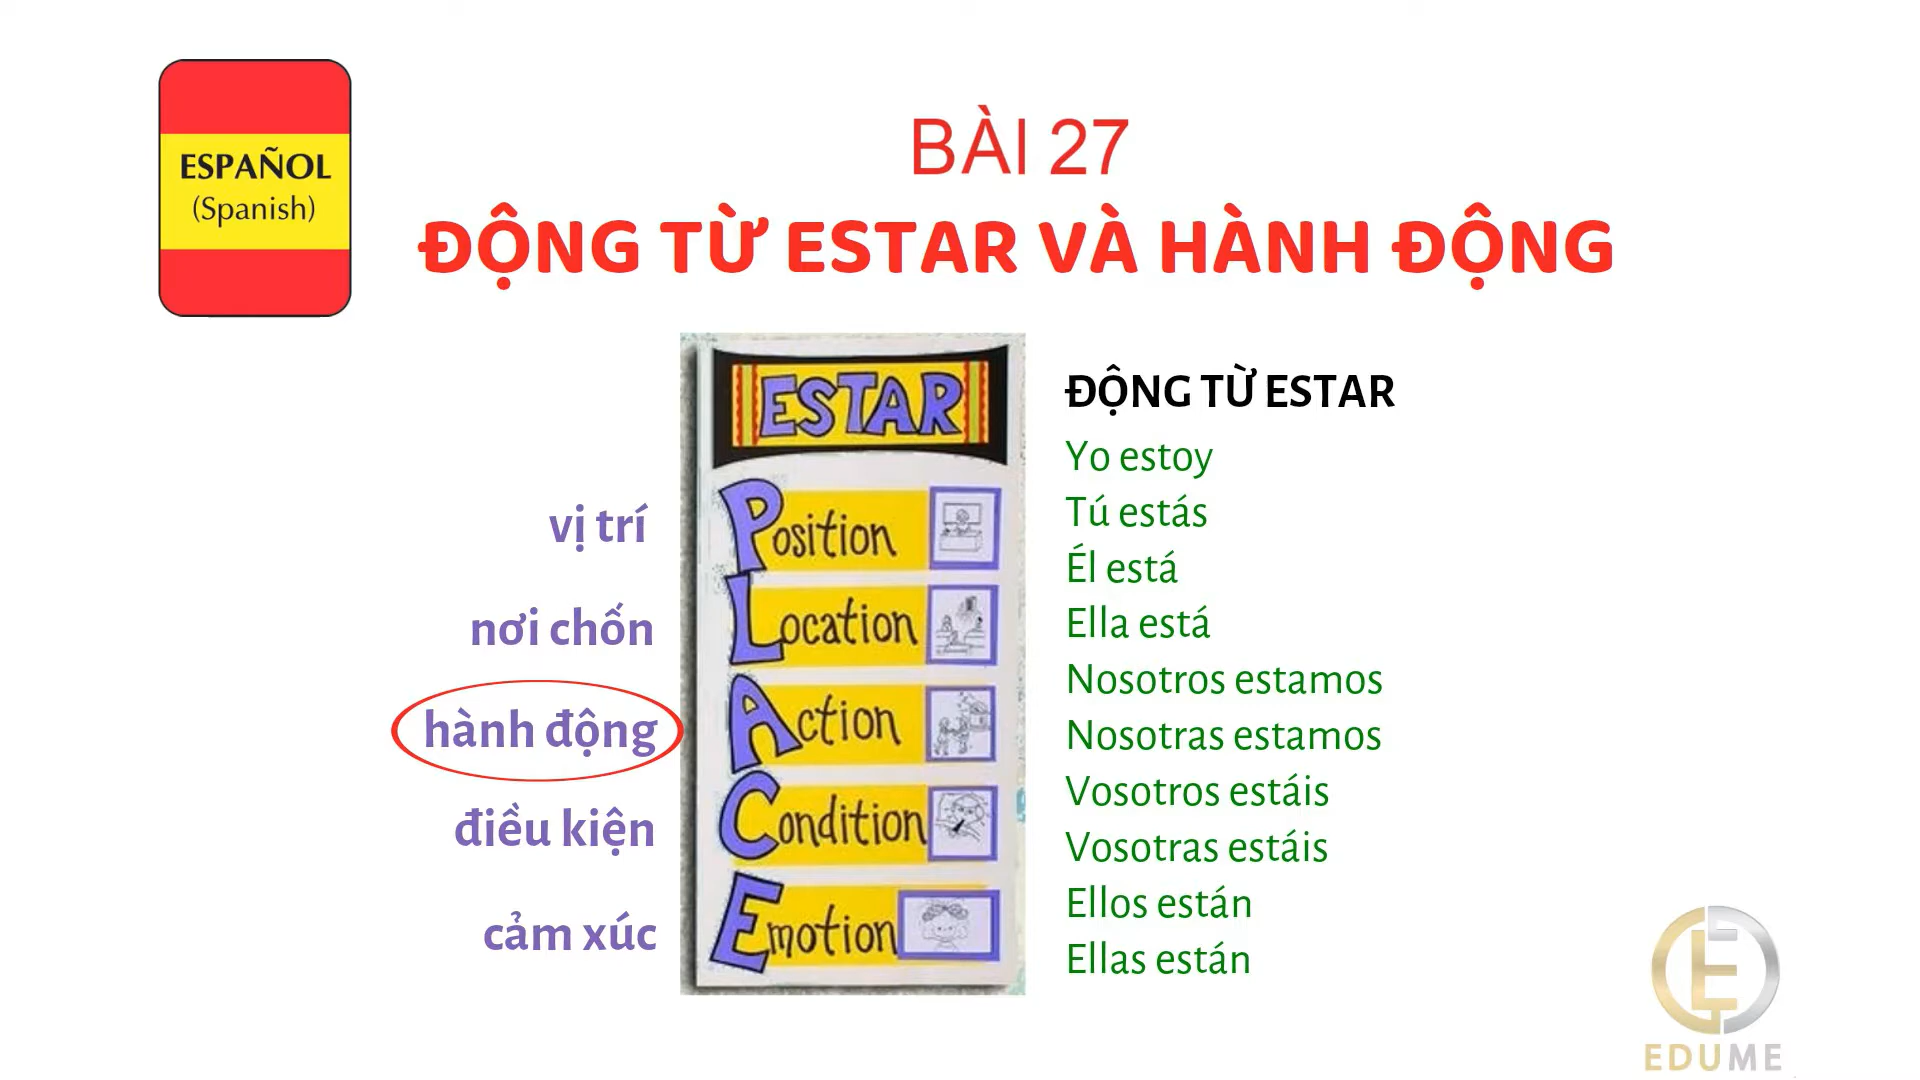 ESPAÑOL
(Spanish)
BÀI 27
ĐỘNG TỪ ESTAR VÀ HÀNH ĐỘNG
vị trí
nơi chốn
hành động
điều kiện
cảm xúc
ESTAR
Position
Location
Action
Condition
Emotion
ĐỘNG TỪ ESTAR
Yo estoy
Tú estás
Él está
Ella está
Nosotros estamos
Nosotras estamos
Vosotros estáis
Vosotras estáis
Ellos están
Ellas están
EDUME